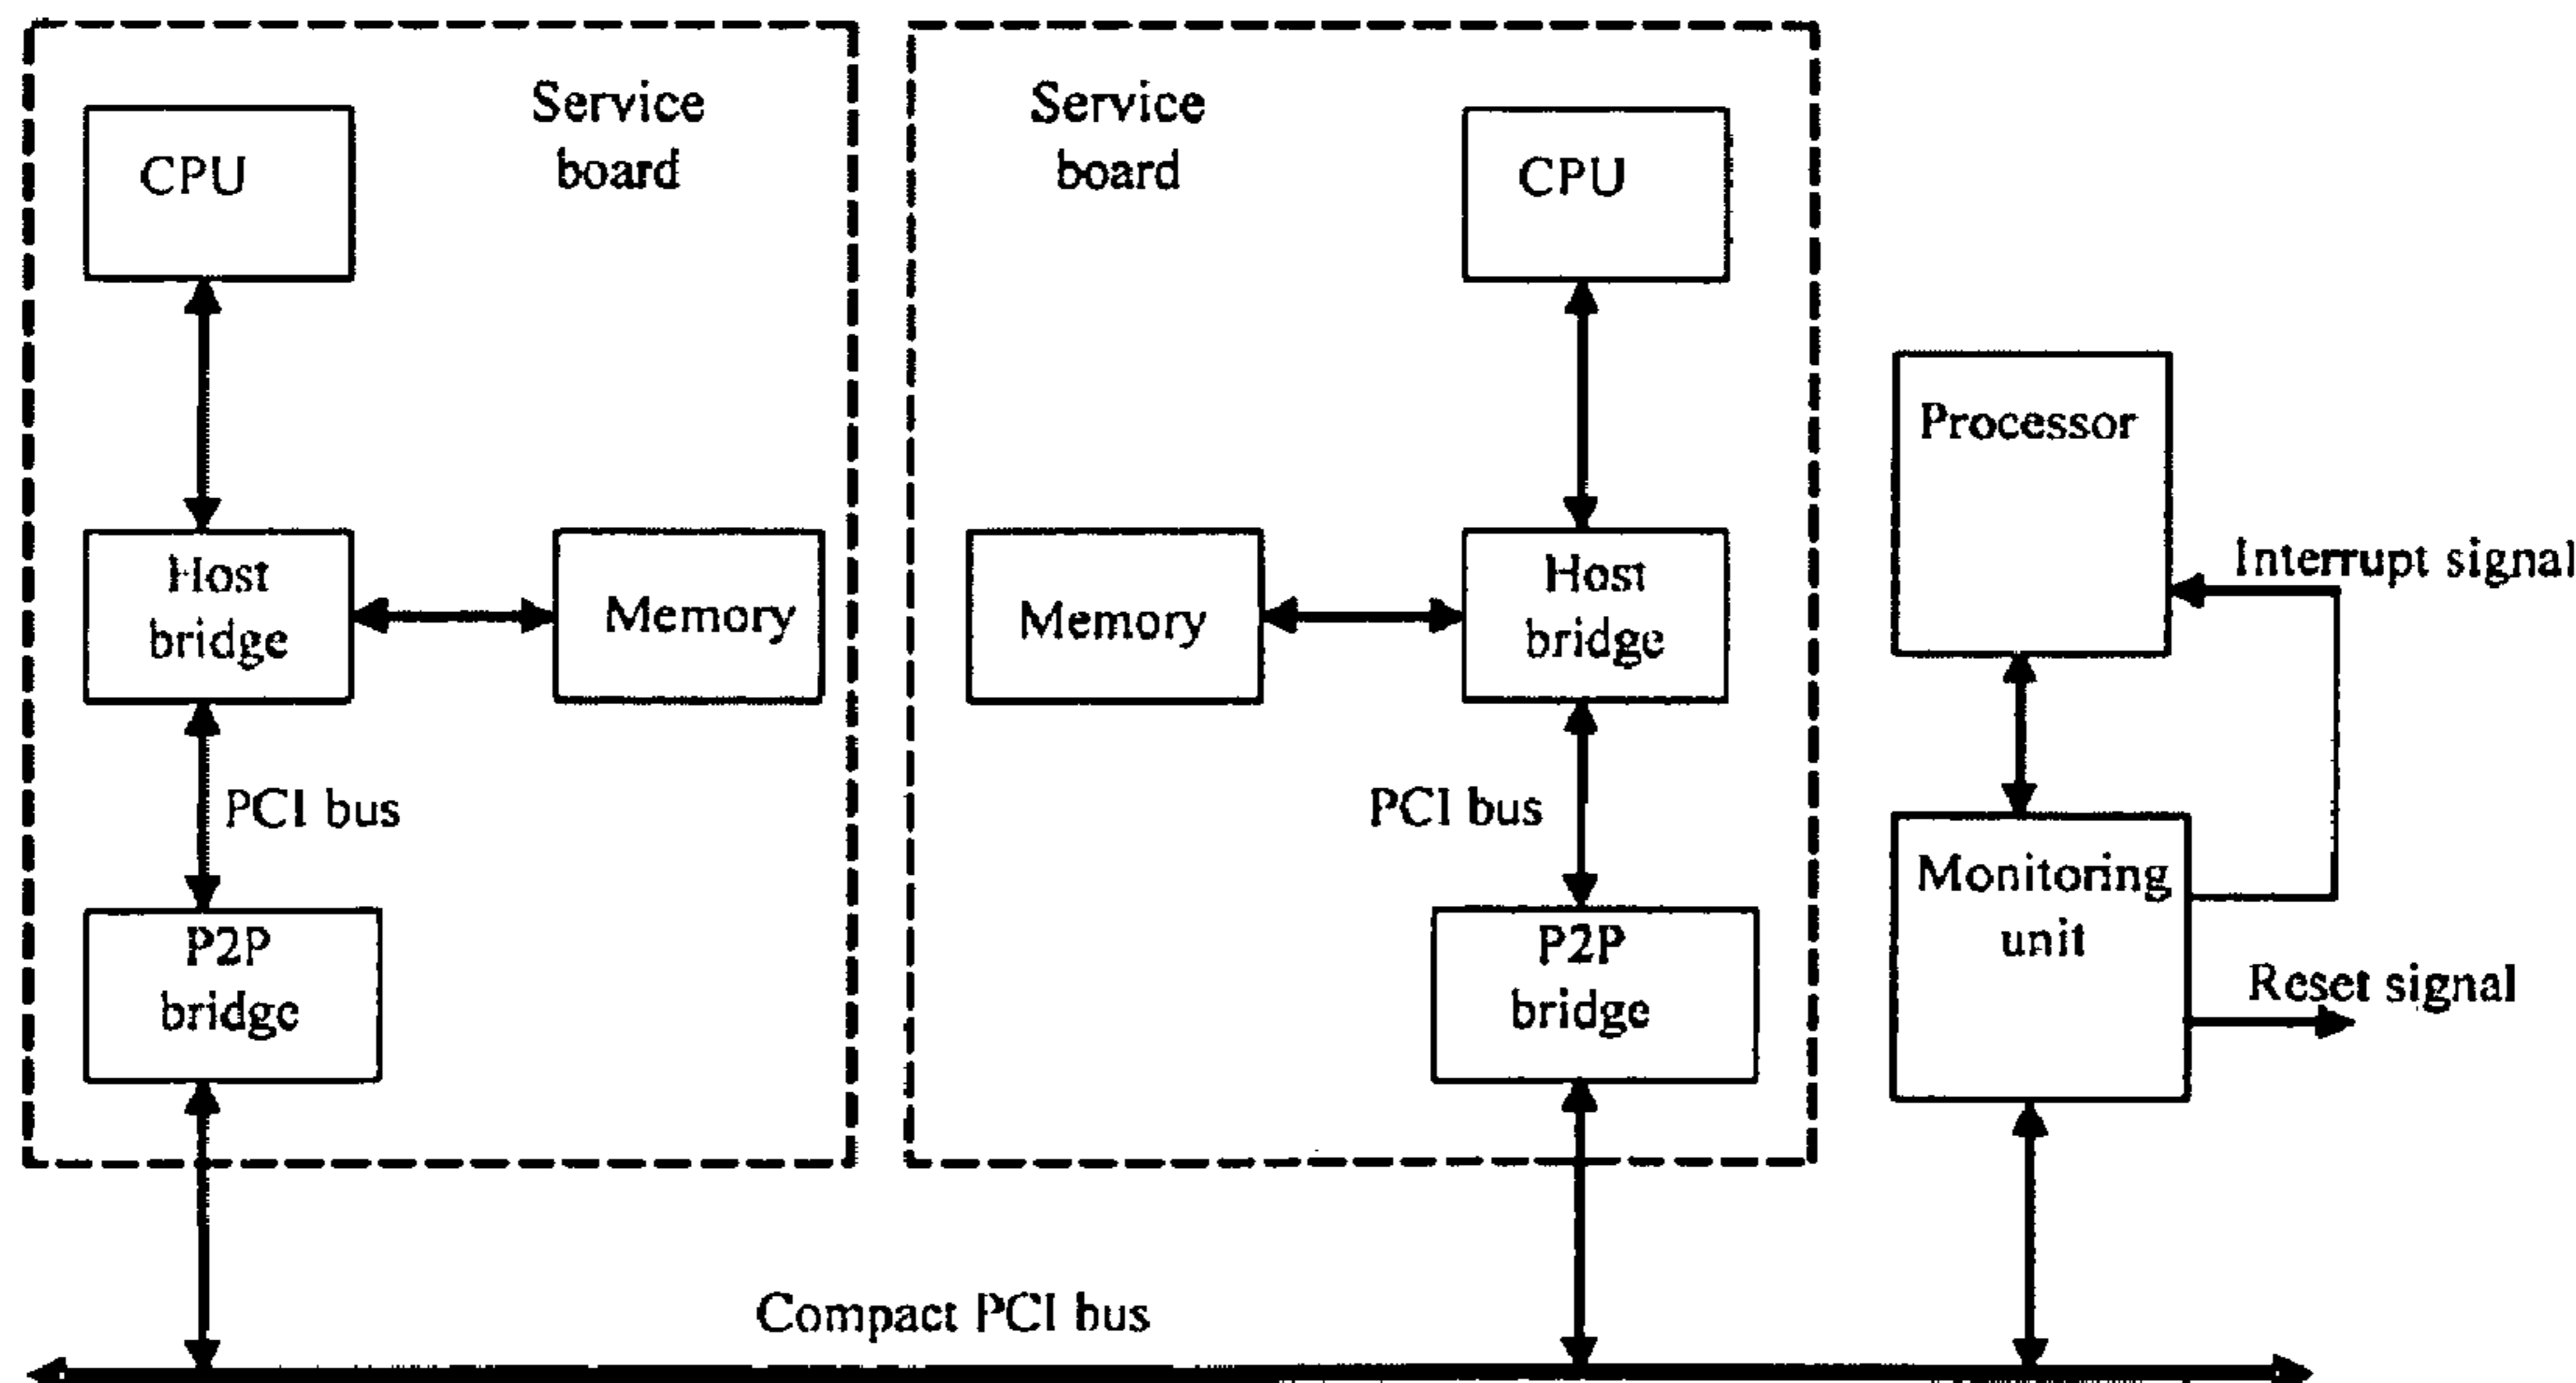 Service
board
CPU
Host
bridge
Memory
PCI bus
P2P
bridge
Service
board
CPU
Memory
Host
bridge
PCI bus
P2P
bridge
Processor
Interrupt signal
Monitoring
unit
Reset signal
Compact PCI bus